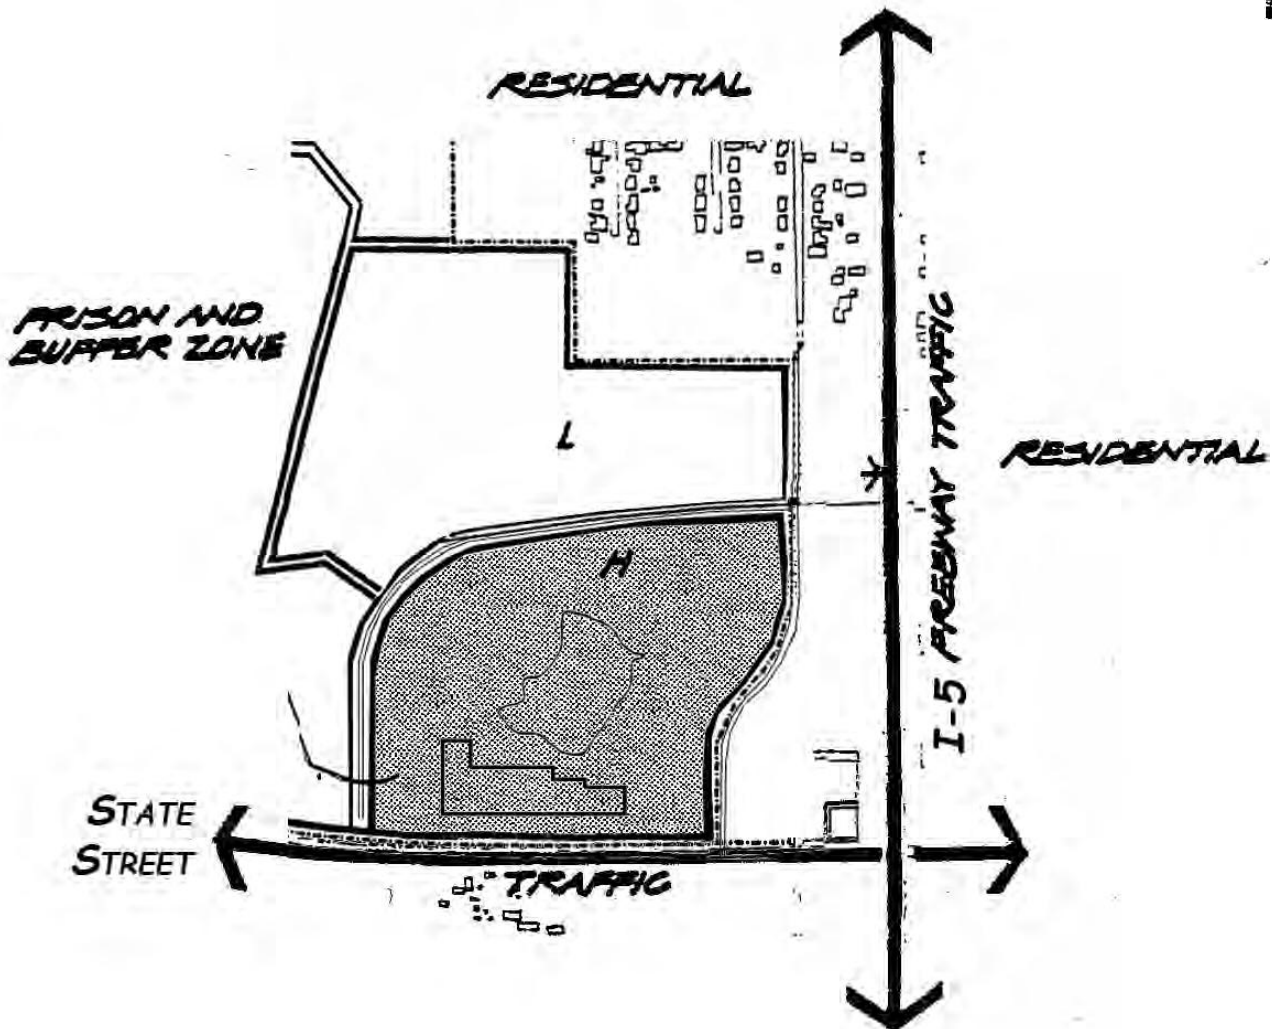 RESIDENTIAL
PRISON AND
BUFFER ZONE
L
I-5 FREEWAY TRAFFIC
RESIDENTIAL
H
STATE
STREET
TRAFFIC